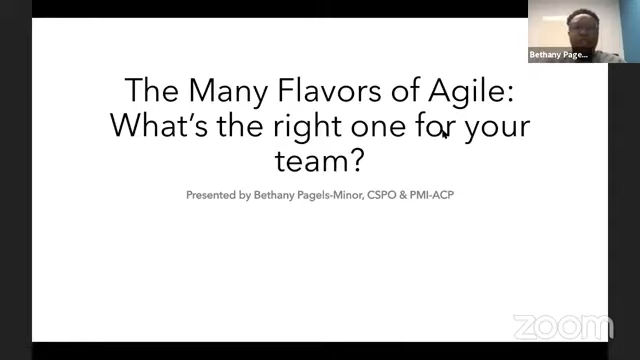 Bethany Page...
The Many Flavors of Agile:
What's the right one for your
team?
Presented by Bethany Pagels-Minor, CSPO & PMI-ACP
zoom